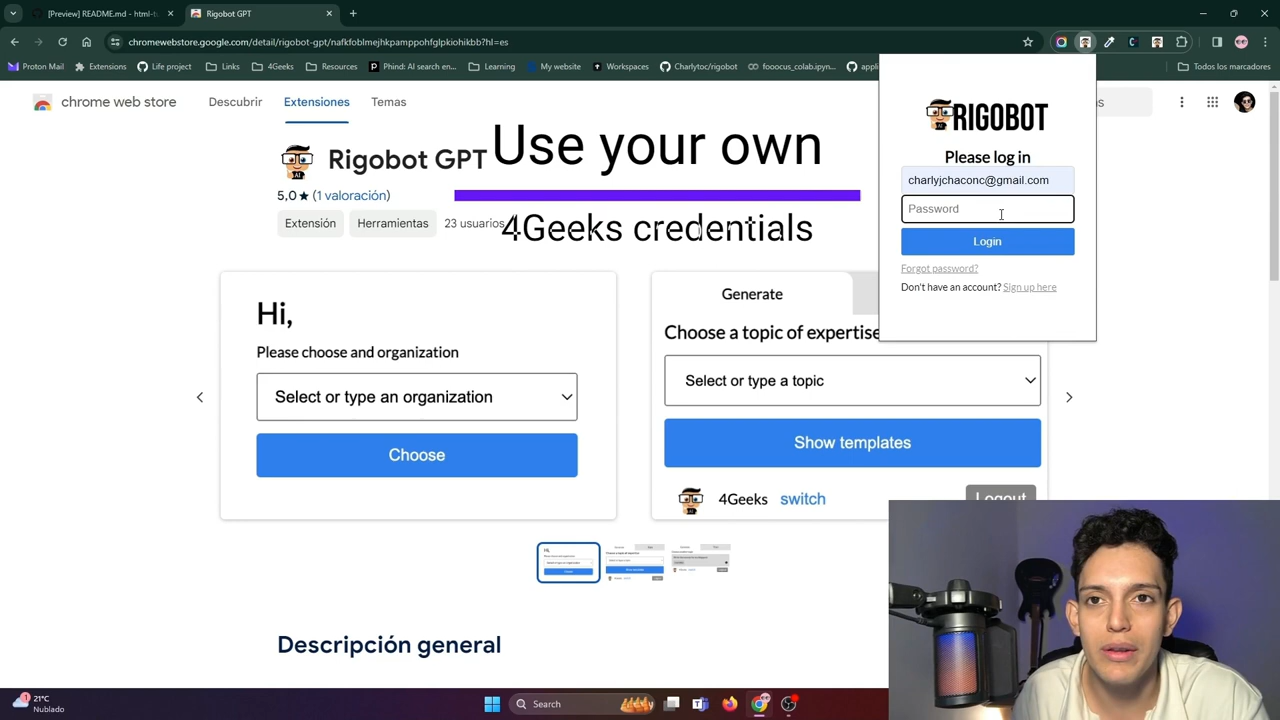 [Preview] README.md - html-t
Rigobot GPT
chromewebstore.google.com/detail/rigobot-gpt/nafkfoblmejhkpamppohfglpkiohikbb?hl=es
Proton Mail
Extensions
Life project
Links
4Geeks
Resources
Phind: AI search en...
Learning
My website
Workspaces
Charlytoc/rigobot
fooocus_colab.ipyn...
Todos los marcadores
chrome web store
Descubrir
Extensiones
Temas
RIGOBOT
Please log in
charlyjchaconc@gmail.com
Password
Login
Forgot password?
Don't have an account? Sign up here
Rigobot GPT
Use your own
4Geeks credentials
5,0 ★ (1 valoración)
Extensión
Herramientas
23 usuarios
Hi,
Please choose and organization
Select or type an organization
Choose
Generate
Choose a topic of expertise
Select or type a topic
Show templates
4Geeks switch
Logout
Descripción general
21°C
Nublado
Search